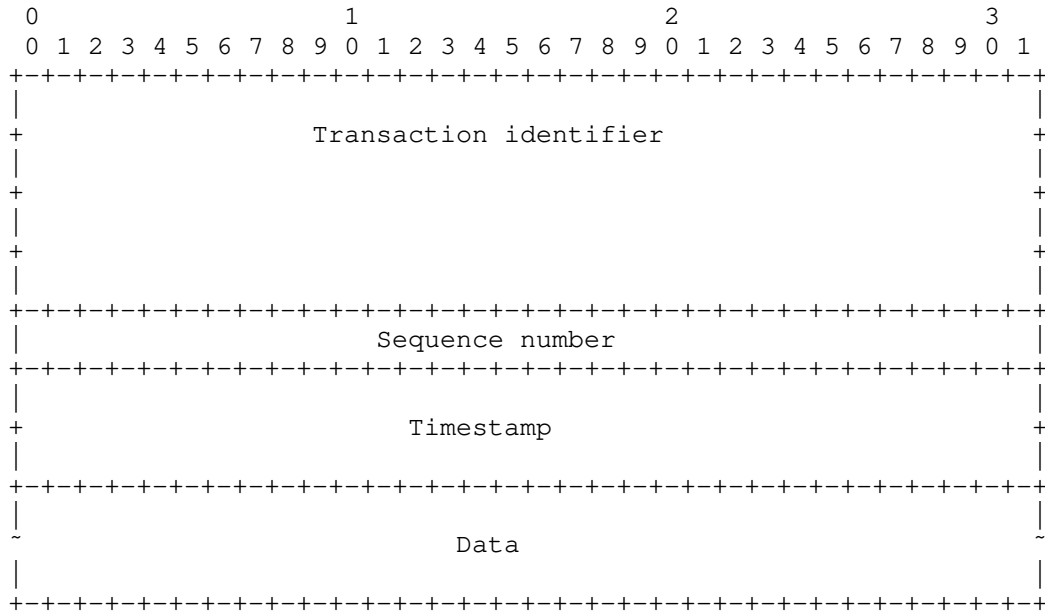 0                   1                   2                   3
 0 1 2 3 4 5 6 7 8 9 0 1 2 3 4 5 6 7 8 9 0 1 2 3 4 5 6 7 8 9 0 1
+-+-+-+-+-+-+-+-+-+-+-+-+-+-+-+-+-+-+-+-+-+-+-+-+-+-+-+-+-+-+-+-+
|                                                               |
+                  Transaction identifier                       +
|                                                               |
+                                                               +
|                                                               |
+                                                               +
|                                                               |
+-+-+-+-+-+-+-+-+-+-+-+-+-+-+-+-+-+-+-+-+-+-+-+-+-+-+-+-+-+-+-+-+
|                      Sequence number                          |
+-+-+-+-+-+-+-+-+-+-+-+-+-+-+-+-+-+-+-+-+-+-+-+-+-+-+-+-+-+-+-+-+
|                                                               |
+                        Timestamp                              +
|                                                               |
+-+-+-+-+-+-+-+-+-+-+-+-+-+-+-+-+-+-+-+-+-+-+-+-+-+-+-+-+-+-+-+-+
|                                                               |
~                           Data                                ~
|                                                               |
+-+-+-+-+-+-+-+-+-+-+-+-+-+-+-+-+-+-+-+-+-+-+-+-+-+-+-+-+-+-+-+-+